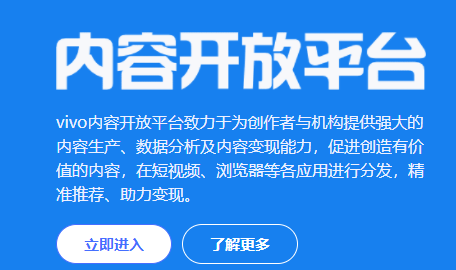 内容开放平台
vivo内容开放平台致力于为创作者与机构提供强大的
内容生产、数据分析及内容变现能力，促进创造有价
值的内容，在短视频、浏览器等各应用进行分发，精
准推荐、助力变现。
立即进入
了解更多